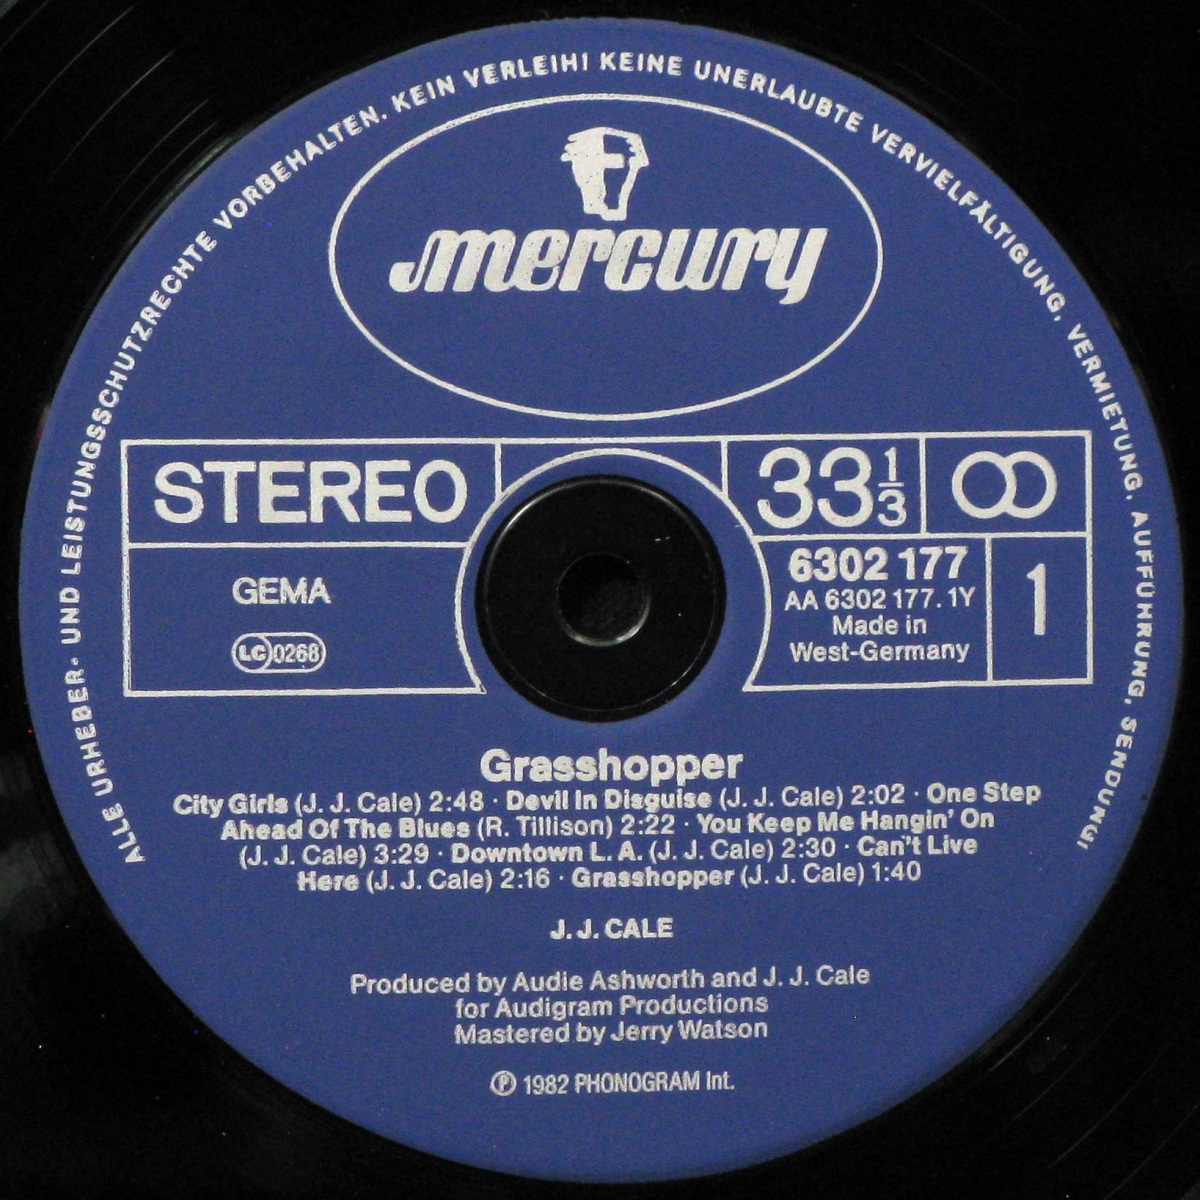 ALLE URHEBER- UND LEISTUNGSSCHUTZRECHTE VORBEHALTEN. KEIN VERLEIH! KEINE UNERLAUBTE VERVIELFÄLTIGUNG, VERMIETUNG, AUFFÜHRUNG, SENDUNG!
mercury
STEREO
33 1/3
GEMA
LC 0268
6302 177
AA 6302 177.1Y
Made in
West-Germany
1
Grasshopper
City Girls (J. J. Cale) 2:48 · Devil In Disguise (J. J. Cale) 2:02 · One Step
Ahead Of The Blues (R. Tillison) 2:22 · You Keep Me Hangin' On
(J. J. Cale) 3:29 · Downtown L. A. (J. J. Cale) 2:30 · Can't Live
Here (J. J. Cale) 2:16 · Grasshopper (J. J. Cale) 1:40
J. J. CALE
Produced by Audie Ashworth and J. J. Cale
for Audigram Productions
Mastered by Jerry Watson
℗ 1982 PHONOGRAM Int.